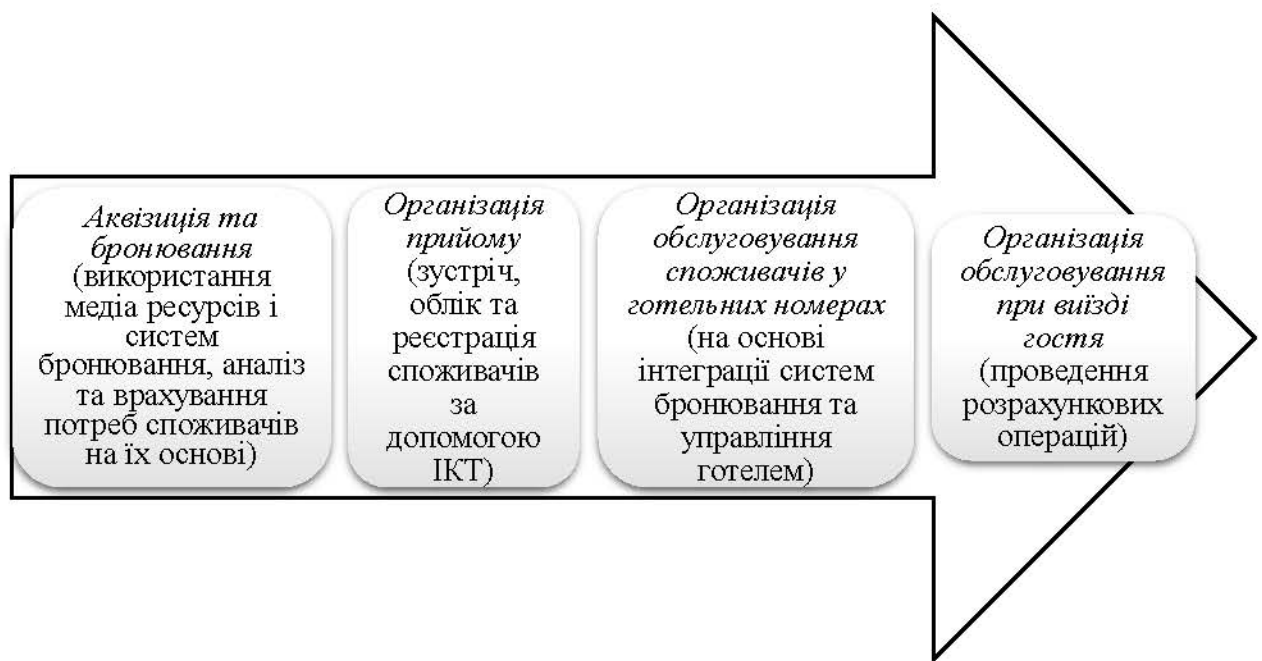 Аквізиція та
бронювання
(використання
медіа ресурсів і
систем
бронювання, аналіз
та врахування
потреб споживачів
на їх основі)
Організація
прийому
(зустріч,
облік та
реєстрація
споживачів
за
допомогою
ІКТ)
Організація
обслуговування
споживачів у
готельних номерах
(на основі
інтеграції систем
бронювання та
управління
готелем)
Організація
обслуговування
при виїзді
гостя
(проведення
розрахункових
операцій)